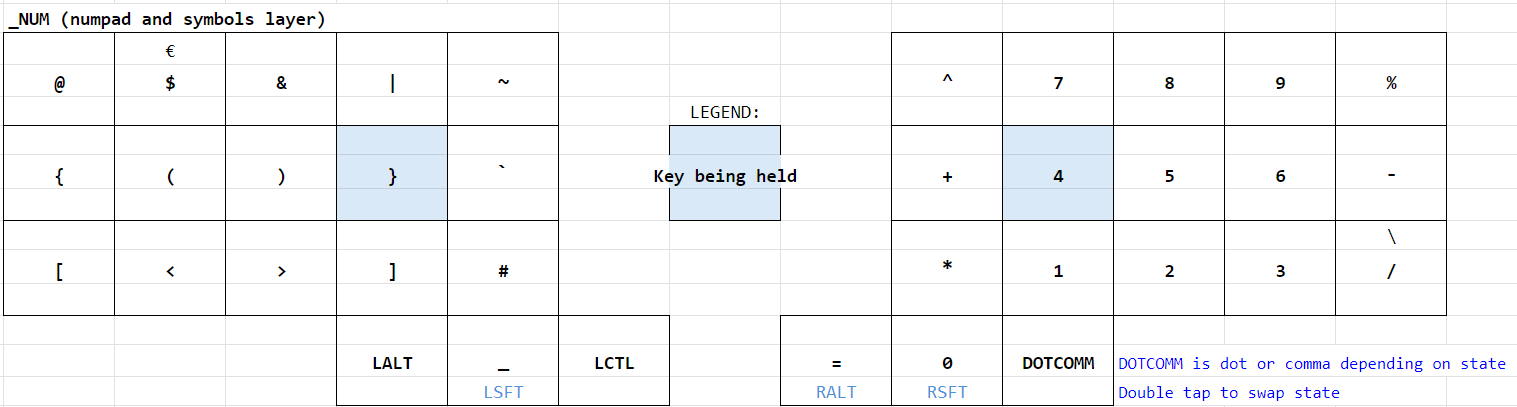 _NUM (numpad and symbols layer)
€ 
@ $ & | ~ ^ 7 8 9 %
LEGEND:
{ ( ) } ` Key being held + 4 5 6 -
\
[ < > ] # * 1 2 3 /
LALT _ LCTL = 0 DOTCOMM DOTCOMM is dot or comma depending on state
LSFT RALT RSFT Double tap to swap state